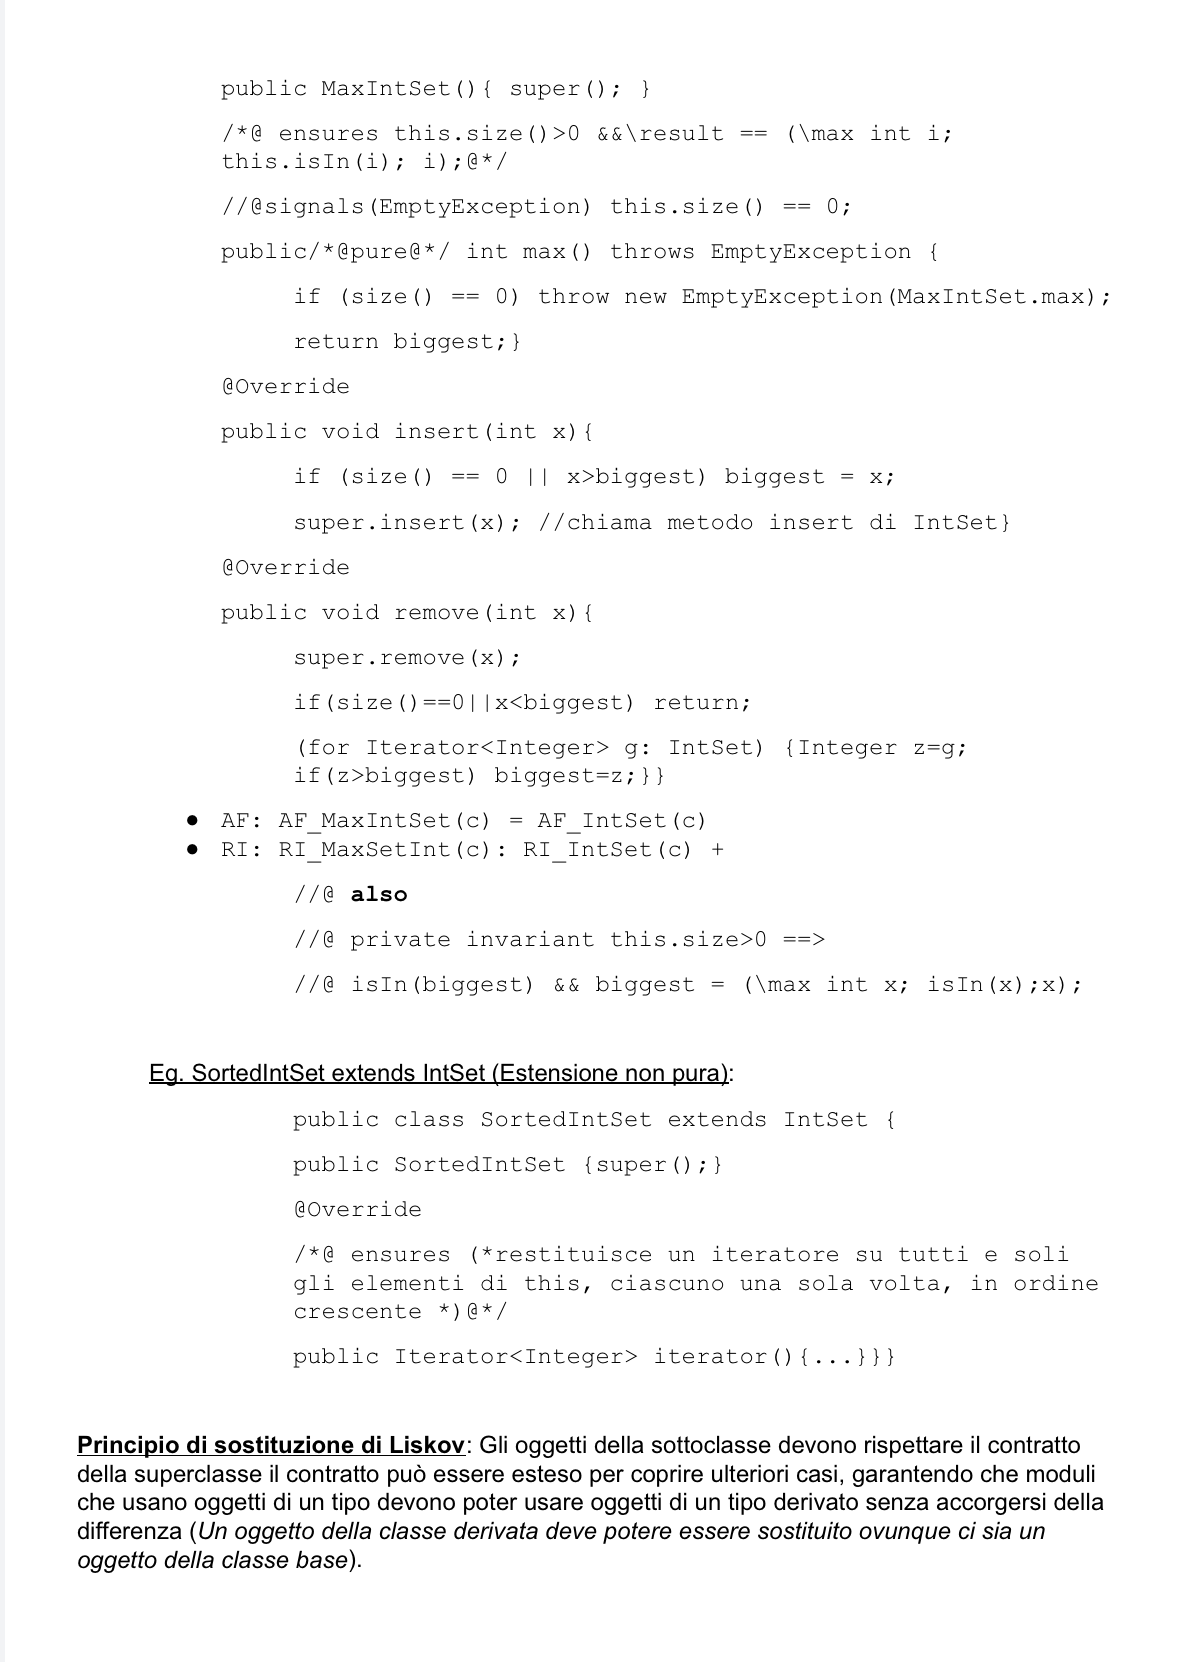 public MaxIntSet(){ super(); }
/*@ ensures this.size()>0 &&\result == (\max int i;
this.isIn(i); i);@*/
//@signals(EmptyException) this.size() == 0;
public/*@pure@*/ int max() throws EmptyException {
if (size() == 0) throw new EmptyException(MaxIntSet.max);
return biggest;}
@Override
public void insert(int x){
if (size() == 0 || x>biggest) biggest = x;
super.insert(x); //chiama metodo insert di IntSet}
@Override
public void remove(int x){
super.remove(x);
if(size()==0||x<biggest) return;
(for Iterator<Integer> g: IntSet) {Integer z=g;
if(z>biggest) biggest=z;}}
● AF: AF_MaxIntSet(c) = AF_IntSet(c)
● RI: RI_MaxSetInt(c): RI_IntSet(c) +
//@ also
//@ private invariant this.size>0 ==>
//@ isIn(biggest) && biggest = (\max int x; isIn(x);x);
Eg. SortedIntSet extends IntSet (Estensione non pura):
public class SortedIntSet extends IntSet {
public SortedIntSet {super();}
@Override
/*@ ensures (*restituisce un iteratore su tutti e soli
gli elementi di this, ciascuno una sola volta, in ordine
crescente *)@*/
public Iterator<Integer> iterator(){...}}}
Principio di sostituzione di Liskov: Gli oggetti della sottoclasse devono rispettare il contratto
della superclasse il contratto può essere esteso per coprire ulteriori casi, garantendo che moduli
che usano oggetti di un tipo devono poter usare oggetti di un tipo derivato senza accorgersi della
differenza (Un oggetto della classe derivata deve potere essere sostituito ovunque ci sia un
oggetto della classe base).